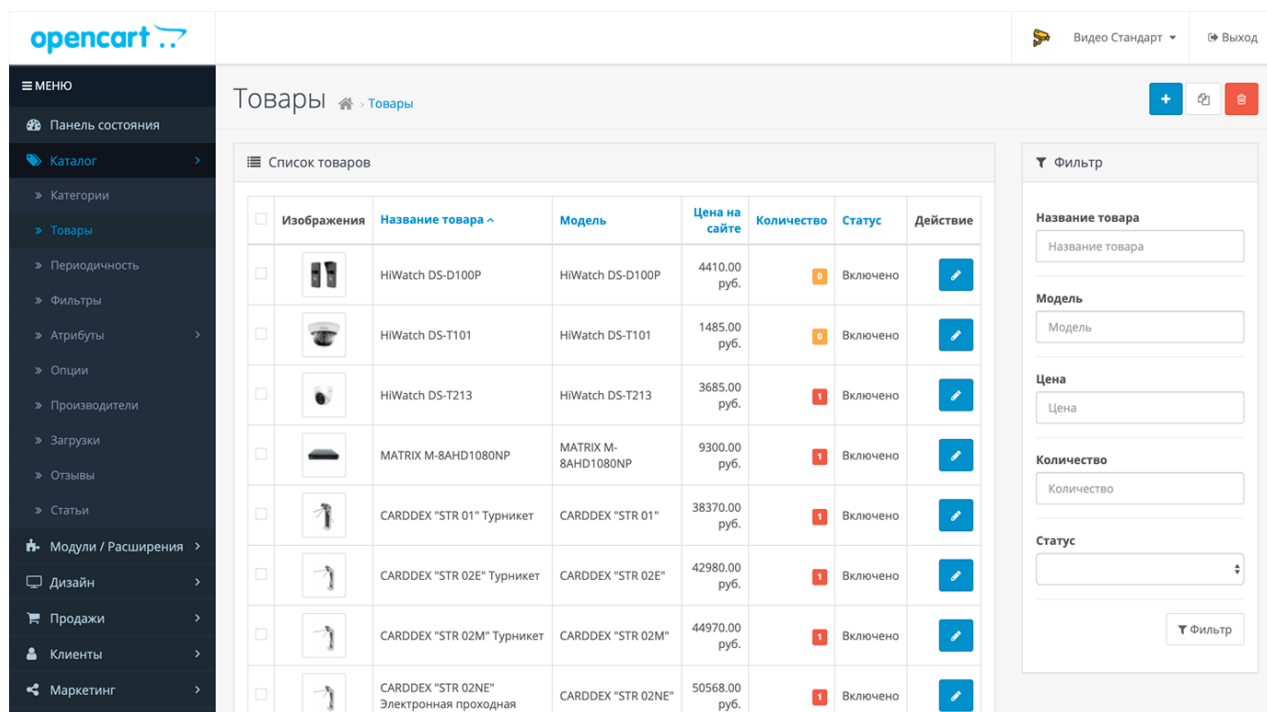 opencart
Видео Стандарт
Выход
МЕНЮ
Панель состояния
Каталог
Категории
Товары
Периодичность
Фильтры
Атрибуты
Опции
Производители
Загрузки
Отзывы
Статьи
Модули / Расширения
Дизайн
Продажи
Клиенты
Маркетинг
Товары › Товары
Список товаров
Изображения Название товара Модель Цена на сайте Количество Статус Действие
HiWatch DS-D100P HiWatch DS-D100P 4410.00 руб. 0 Включено
HiWatch DS-T101 HiWatch DS-T101 1485.00 руб. 0 Включено
HiWatch DS-T213 HiWatch DS-T213 3685.00 руб. 1 Включено
MATRIX M-8AHD1080NP MATRIX M-8AHD1080NP 9300.00 руб. 1 Включено
CARDDEX "STR 01" Турникет CARDDEX "STR 01" 38370.00 руб. 1 Включено
CARDDEX "STR 02E" Турникет CARDDEX "STR 02E" 42980.00 руб. 1 Включено
CARDDEX "STR 02M" Турникет CARDDEX "STR 02M" 44970.00 руб. 1 Включено
CARDDEX "STR 02NE" Электронная проходная CARDDEX "STR 02NE" 50568.00 руб. 1 Включено
Фильтр
Название товара
Название товара
Модель
Модель
Цена
Цена
Количество
Количество
Статус
Фильтр